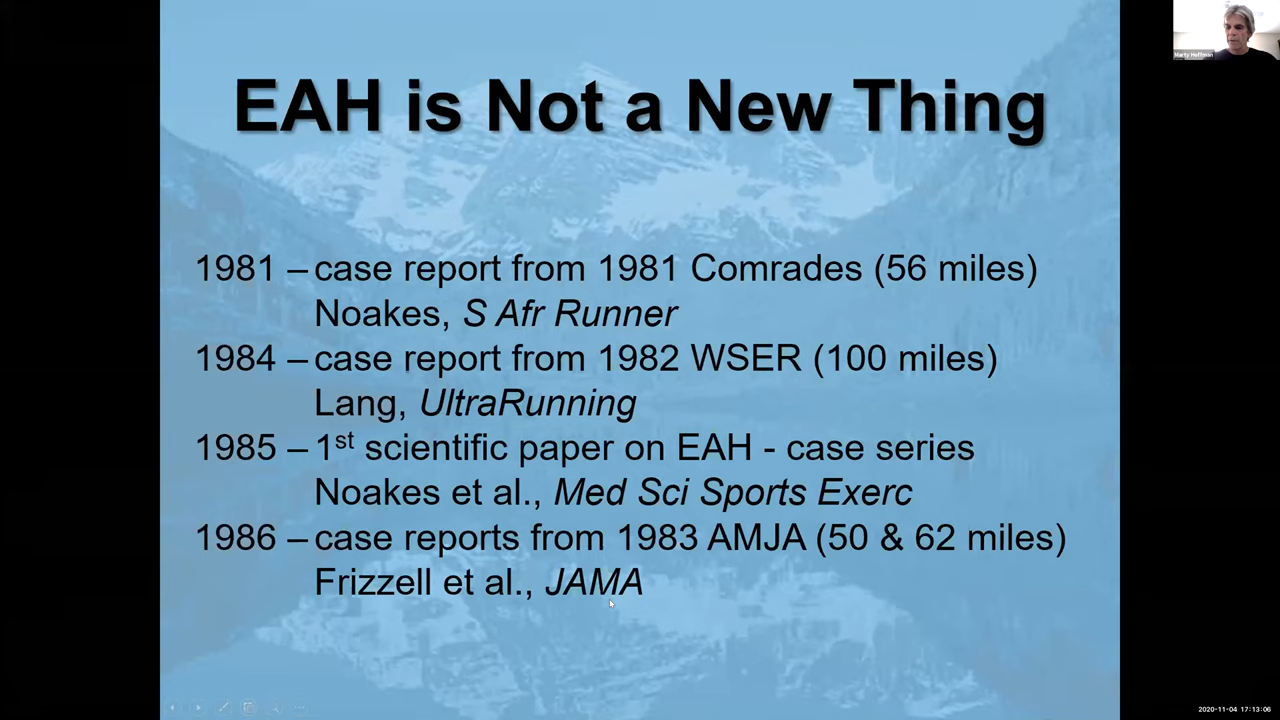 EAH is Not a New Thing
1981 – case report from 1981 Comrades (56 miles)
Noakes, S Afr Runner
1984 – case report from 1982 WSER (100 miles)
Lang, UltraRunning
1985 – 1st scientific paper on EAH - case series
Noakes et al., Med Sci Sports Exerc
1986 – case reports from 1983 AMJA (50 & 62 miles)
Frizzell et al., JAMA
Marty Hoffman
2020-11-04 17:13:06